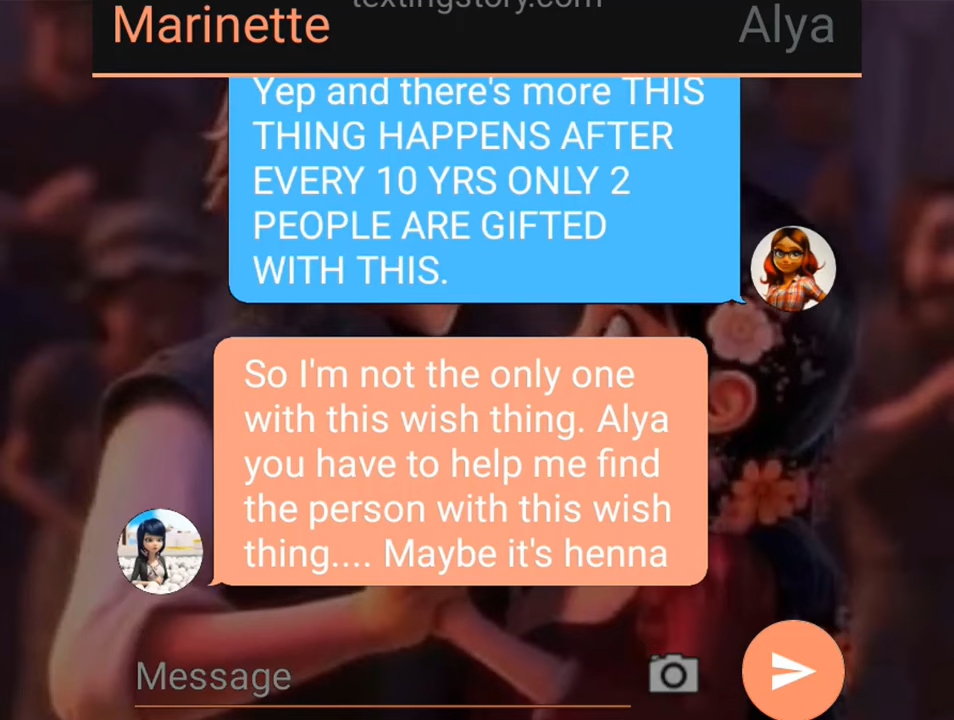 textingstory.com
Marinette
Alya
Yep and there's more THIS
THING HAPPENS AFTER
EVERY 10 YRS ONLY 2
PEOPLE ARE GIFTED
WITH THIS.
So I'm not the only one
with this wish thing. Alya
you have to help me find
the person with this wish
thing.... Maybe it's henna
Message